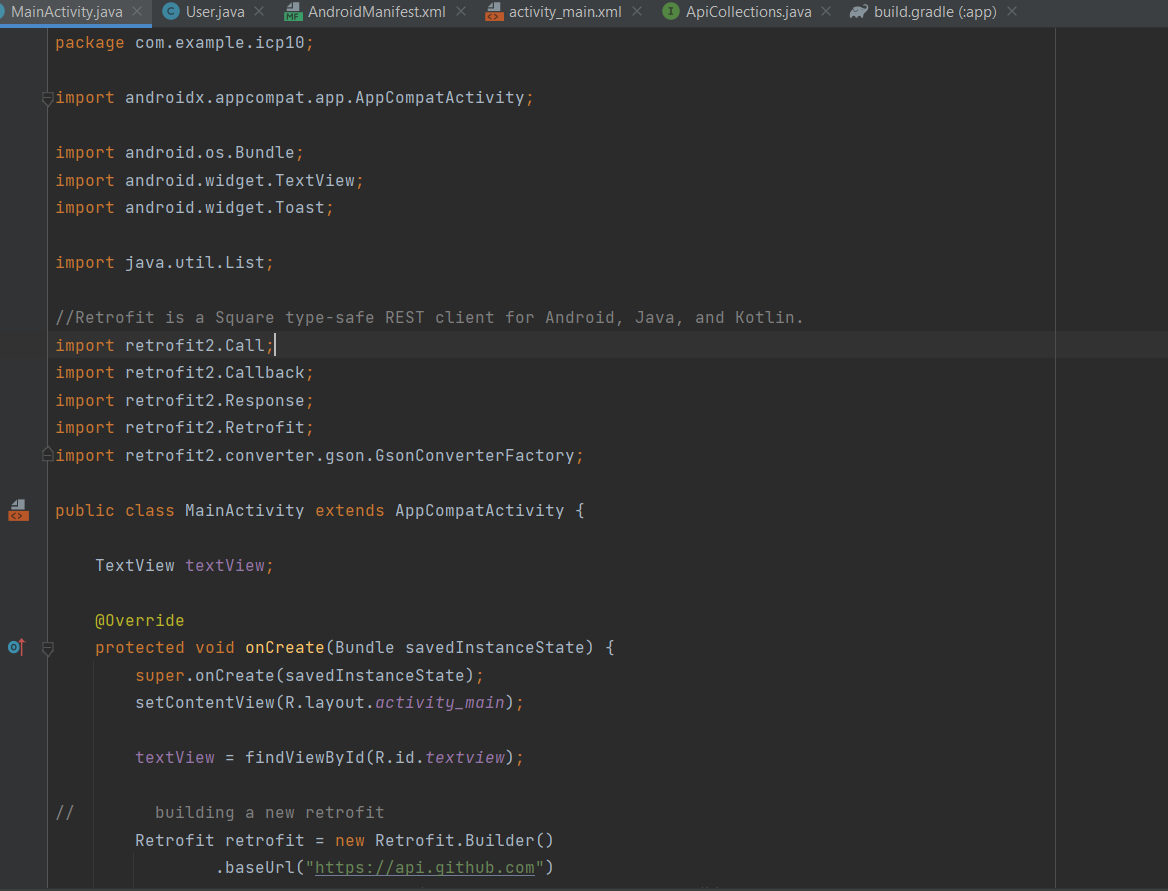 MainActivity.java User.java AndroidManifest.xml activity_main.xml ApiCollections.java build.gradle (:app)
package com.example.icp10;
import androidx.appcompat.app.AppCompatActivity;
import android.os.Bundle;
import android.widget.TextView;
import android.widget.Toast;
import java.util.List;
//Retrofit is a Square type-safe REST client for Android, Java, and Kotlin.
import retrofit2.Call;
import retrofit2.Callback;
import retrofit2.Response;
import retrofit2.Retrofit;
import retrofit2.converter.gson.GsonConverterFactory;
public class MainActivity extends AppCompatActivity {
TextView textView;
@Override
protected void onCreate(Bundle savedInstanceState) {
super.onCreate(savedInstanceState);
setContentView(R.layout.activity_main);
textView = findViewById(R.id.textview);
// building a new retrofit
Retrofit retrofit = new Retrofit.Builder()
.baseUrl("https://api.github.com")